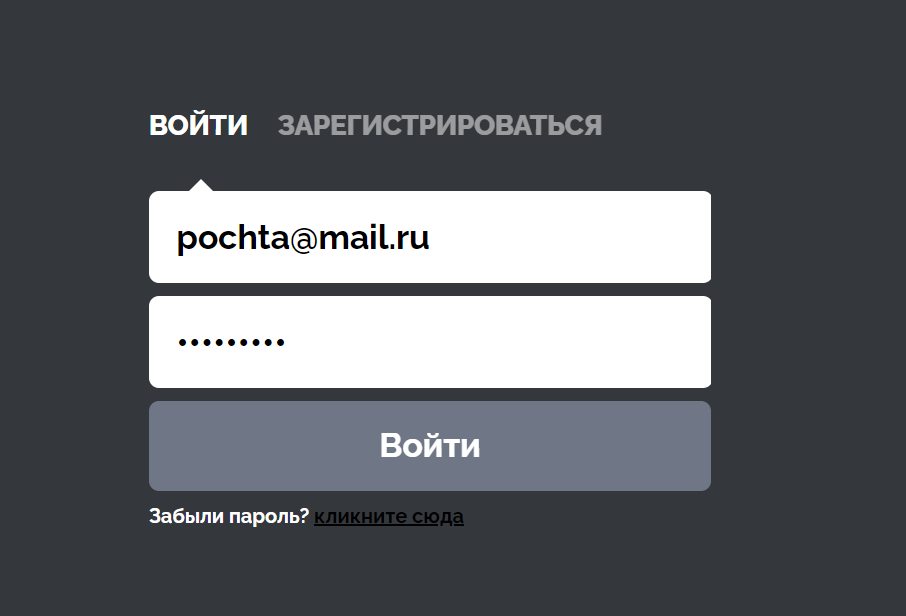 ВОЙТИ ЗАРЕГИСТРИРОВАТЬСЯ
pochta@mail.ru
•••••••••
Войти
Забыли пароль? кликните сюда